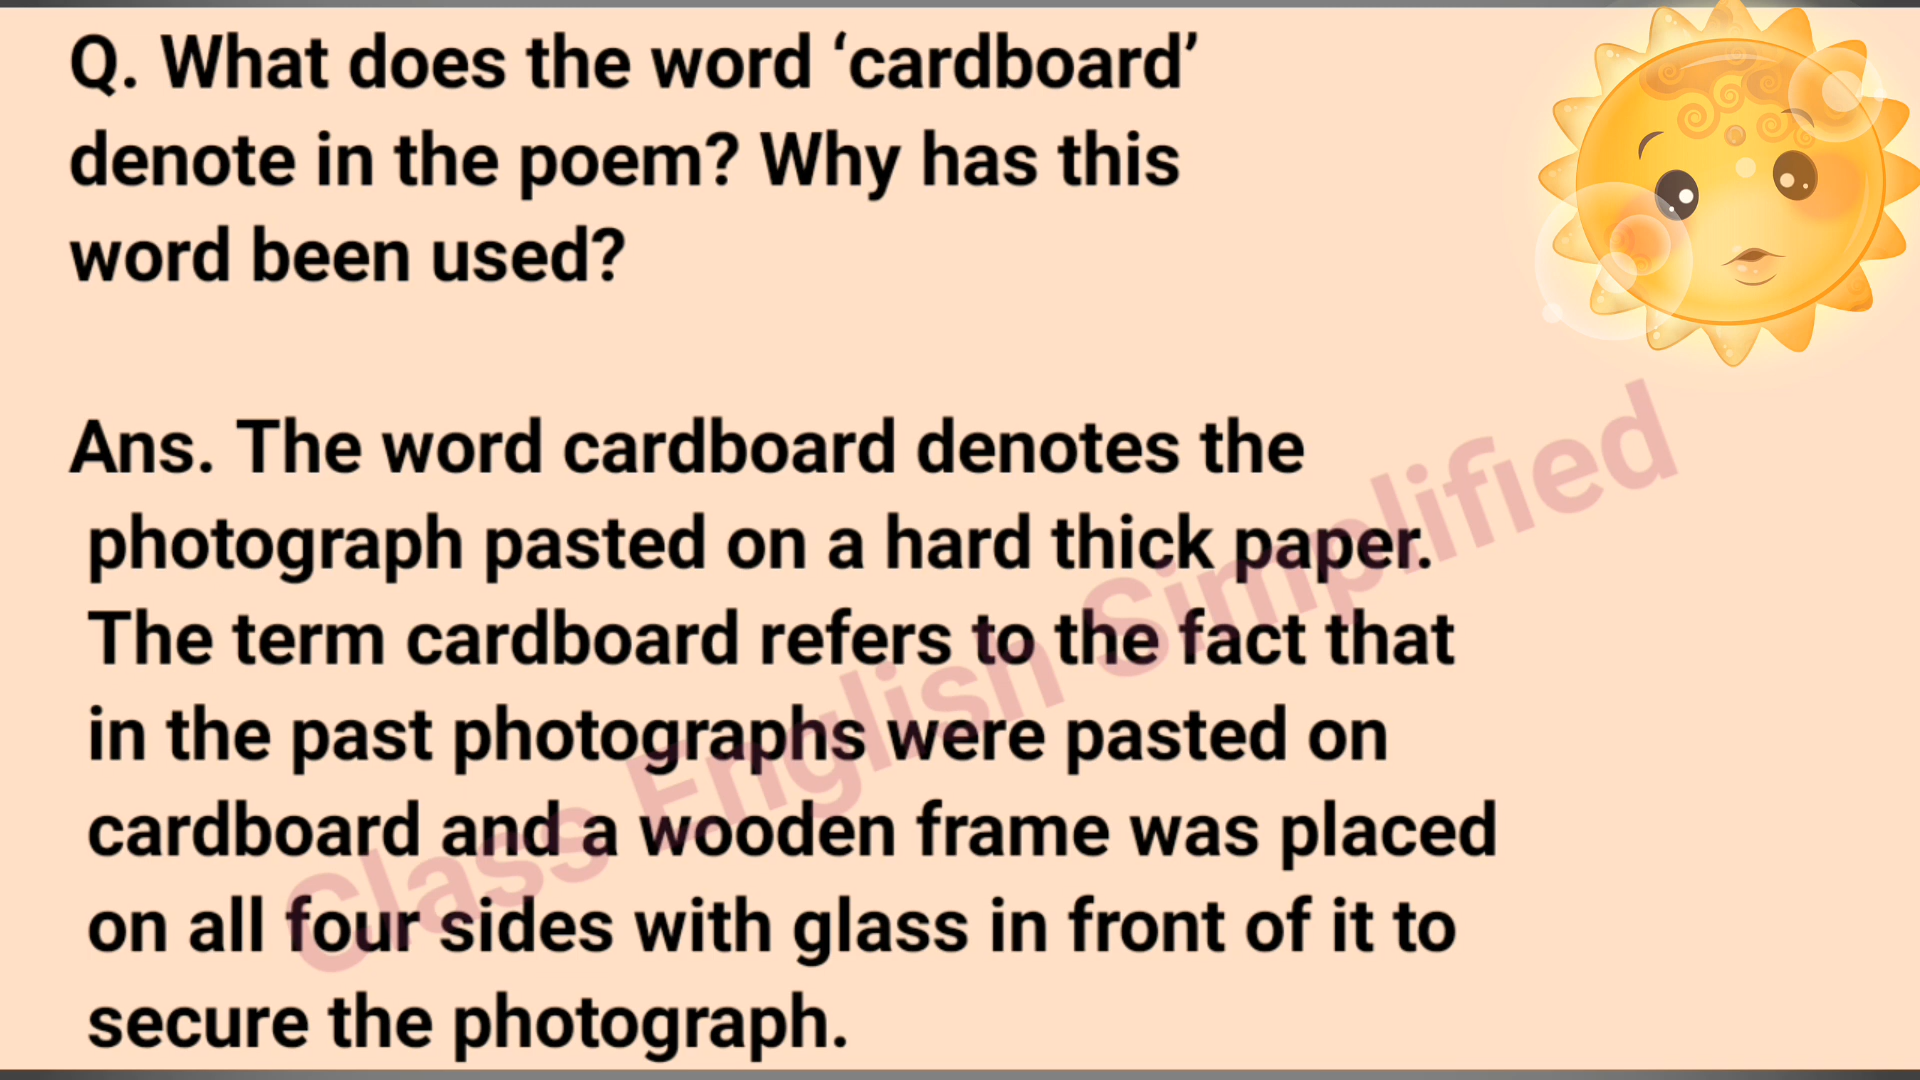 Q. What does the word ‘cardboard’
denote in the poem? Why has this
word been used?
Ans. The word cardboard denotes the
photograph pasted on a hard thick paper.
The term cardboard refers to the fact that
in the past photographs were pasted on
cardboard and a wooden frame was placed
on all four sides with glass in front of it to
secure the photograph.
Class English Simplified